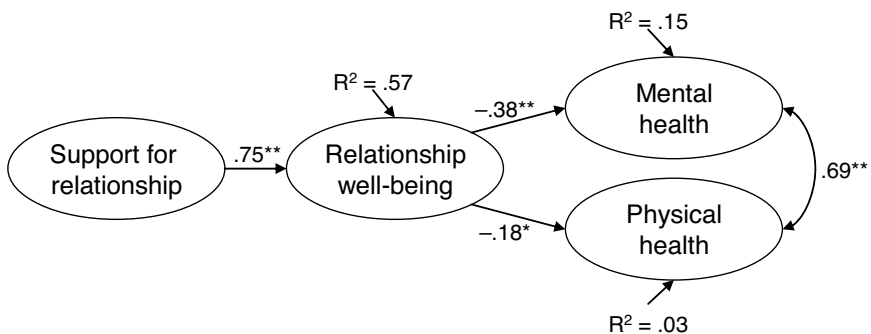 R² = .15
R² = .57
Mental
health
–.38**
Support for
relationship
.75**
Relationship
well-being
.69**
–.18*
Physical
health
R² = .03